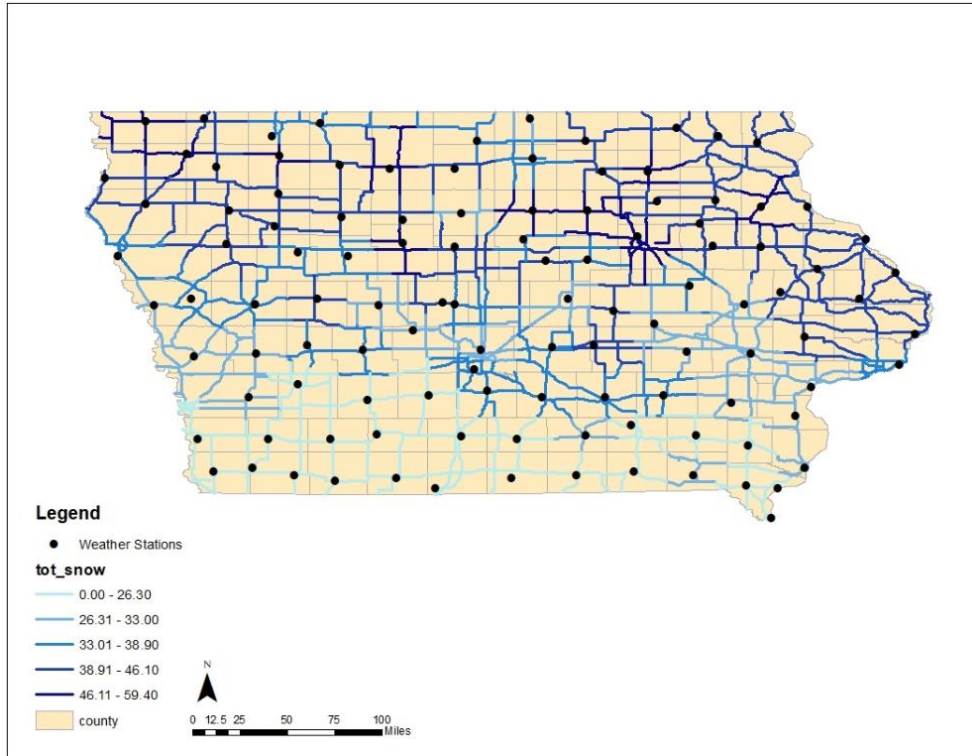 Legend
Weather Stations
tot_snow
0.00 - 26.30
26.31 - 33.00
33.01 - 38.90
38.91 - 46.10
46.11 - 59.40
county
N
0 12.5 25 50 75 100
Miles